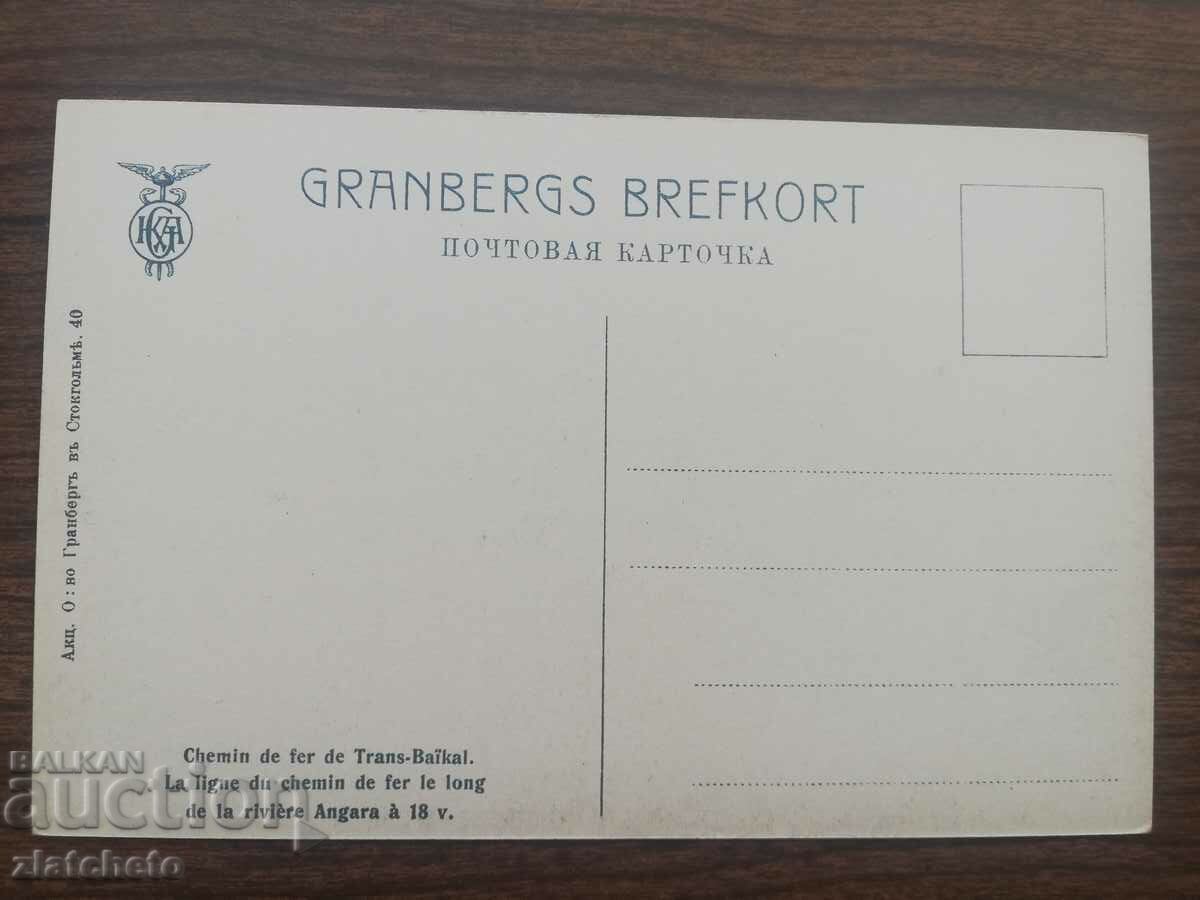 GRANBERGS BREFKORT
ПОЧТОВАЯ КАРТОЧКА
Акц. О:во Гранбергъ въ Стокгольмѣ. 40
Chemin de fer de Trans-Baïkal.
La ligne du chemin de fer le long
de la rivière Angara à 18 v.
BALKAN
auction
zlatcheto